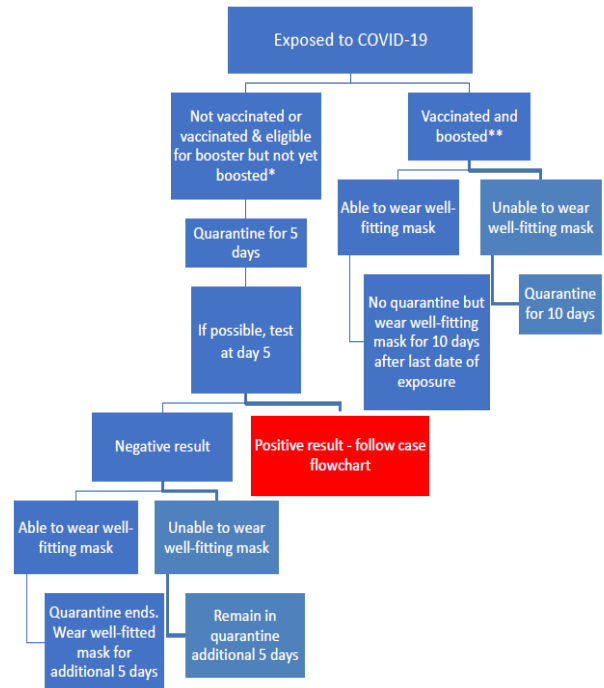 Exposed to COVID-19
Not vaccinated or
vaccinated & eligible
for booster but not yet
boosted*
Vaccinated and
boosted**
Able to wear well-
fitting mask
Unable to wear
well-fitting mask
Quarantine for 5
days
No quarantine but
wear well-fitting
mask for 10 days
after last date of
exposure
Quarantine
for 10 days
If possible, test
at day 5
Negative result
Positive result - follow case
flowchart
Able to wear well-
fitting mask
Unable to wear
well-fitting mask
Quarantine ends.
Wear well-fitted
mask for
additional 5 days
Remain in
quarantine
additional 5 days